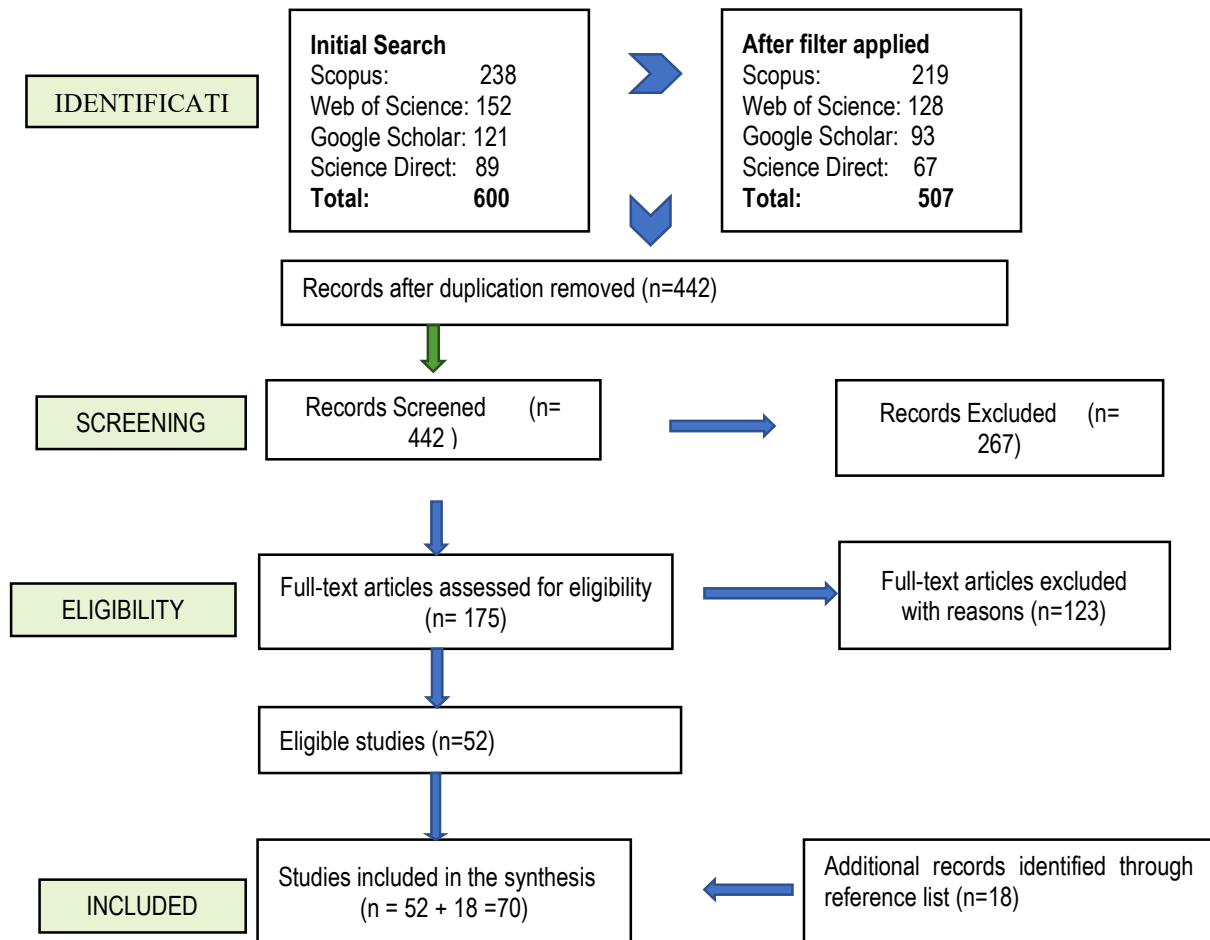 IDENTIFICATI
Initial Search
Scopus: 238
Web of Science: 152
Google Scholar: 121
Science Direct: 89
Total: 600
After filter applied
Scopus: 219
Web of Science: 128
Google Scholar: 93
Science Direct: 67
Total: 507
Records after duplication removed (n=442)
SCREENING
Records Screened (n=
442 )
Records Excluded (n=
267)
ELIGIBILITY
Full-text articles assessed for eligibility
(n= 175)
Full-text articles excluded
with reasons (n=123)
Eligible studies (n=52)
INCLUDED
Studies included in the synthesis
(n = 52 + 18 =70)
Additional records identified through
reference list (n=18)